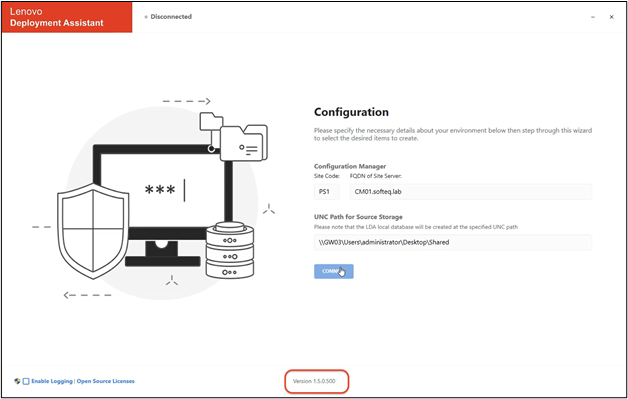 Lenovo
Deployment Assistant
Disconnected
Configuration
Please specify the necessary details about your environment below then step through this wizard
to select the desired items to create.
Configuration Manager
Site Code: FQDN of Site Server:
PS1 CM01.softeq.lab
UNC Path for Source Storage
Please note that the LDA local database will be created at the specified UNC path
\\GW03\Users\administrator\Desktop\Shared
***
Enable Logging | Open Source Licenses
Version 1.5.0.500